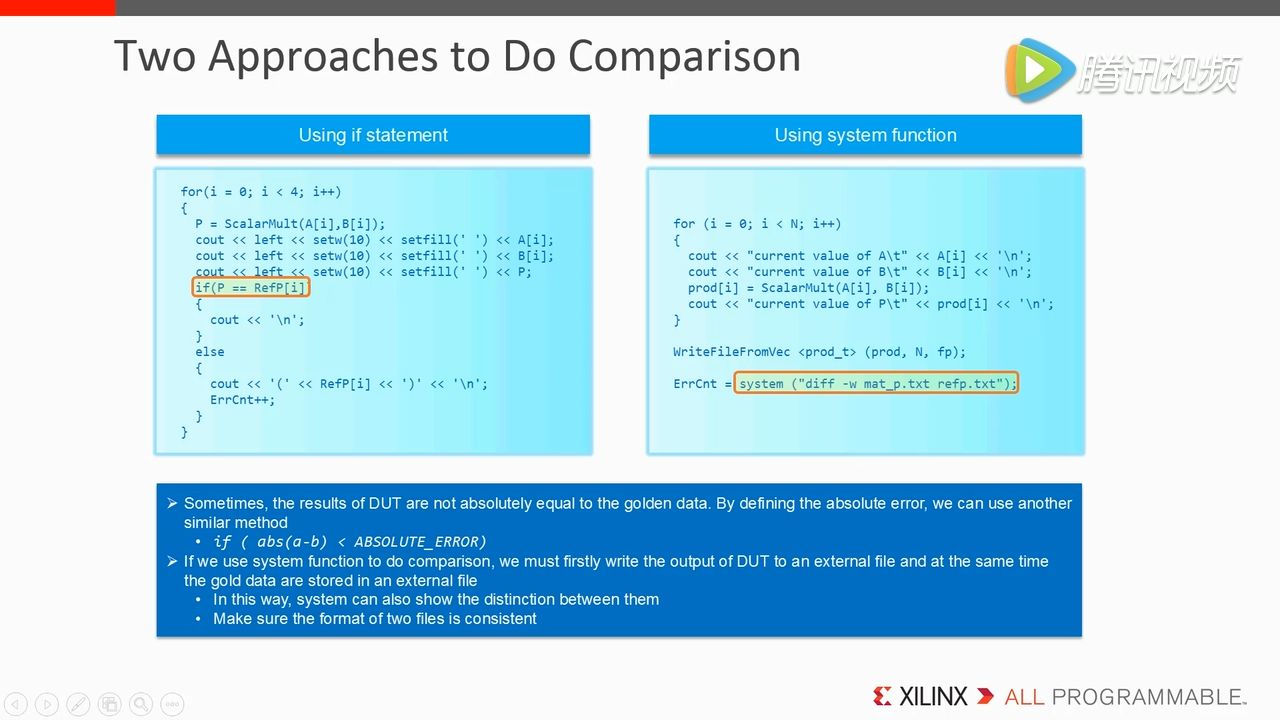 Two Approaches to Do Comparison
腾讯视频
Using if statement
for(i = 0; i < 4; i++)
{
P = ScalarMult(A[i],B[i]);
cout << left << setw(10) << setfill(' ') << A[i];
cout << left << setw(10) << setfill(' ') << B[i];
cout << left << setw(10) << setfill(' ') << P;
if(P == RefP[i]
{
cout << '\n';
}
else
{
cout << '(' << RefP[i] << ')' << '\n';
ErrCnt++;
}
}
Using system function
for (i = 0; i < N; i++)
{
cout << "current value of A\t" << A[i] << '\n';
cout << "current value of B\t" << B[i] << '\n';
prod[i] = ScalarMult(A[i], B[i]);
cout << "current value of P\t" << prod[i] << '\n';
}
WriteFileFromVec <prod_t> (prod, N, fp);
ErrCnt = system ("diff -w mat_p.txt refp.txt");
➢ Sometimes, the results of DUT are not absolutely equal to the golden data. By defining the absolute error, we can use another
similar method
• if ( abs(a-b) < ABSOLUTE_ERROR)
➢ If we use system function to do comparison, we must firstly write the output of DUT to an external file and at the same time
the gold data are stored in an external file
• In this way, system can also show the distinction between them
• Make sure the format of two files is consistent
XILINX ALL PROGRAMMABLE™